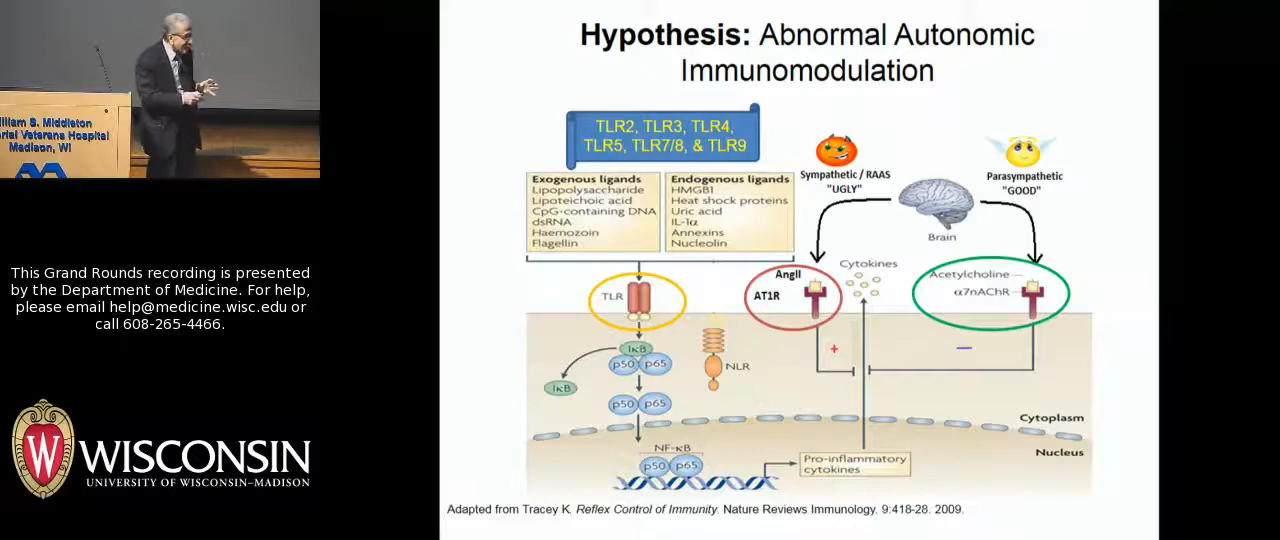 William S. Middleton
Memorial Veterans Hospital
Madison, WI
This Grand Rounds recording is presented
by the Department of Medicine. For help,
please email help@medicine.wisc.edu or
call 608-265-4466.
W
WISCONSIN
UNIVERSITY OF WISCONSIN–MADISON
Hypothesis: Abnormal Autonomic
Immunomodulation
TLR2, TLR3, TLR4,
TLR5, TLR7/8, & TLR9
Exogenous ligands
Lipopolysaccharide
Lipoteichoic acid
CpG-containing DNA
dsRNA
Haemozoin
Flagellin
Endogenous ligands
HMGB1
Heat shock proteins
Uric acid
IL-1α
Annexins
Nucleolin
Sympathetic / RAAS
"UGLY"
Parasympathetic
"GOOD"
Brain
TLR
AngII
AT1R
Cytokines
Acetylcholine
α7nAChR
IκB
p50 p65
IκB
NLR
+
−
p50 p65
Cytoplasm
Nucleus
NF-κB
p50 p65
Pro-inflammatory
cytokines
Adapted from Tracey K. Reflex Control of Immunity. Nature Reviews Immunology. 9:418-28. 2009.